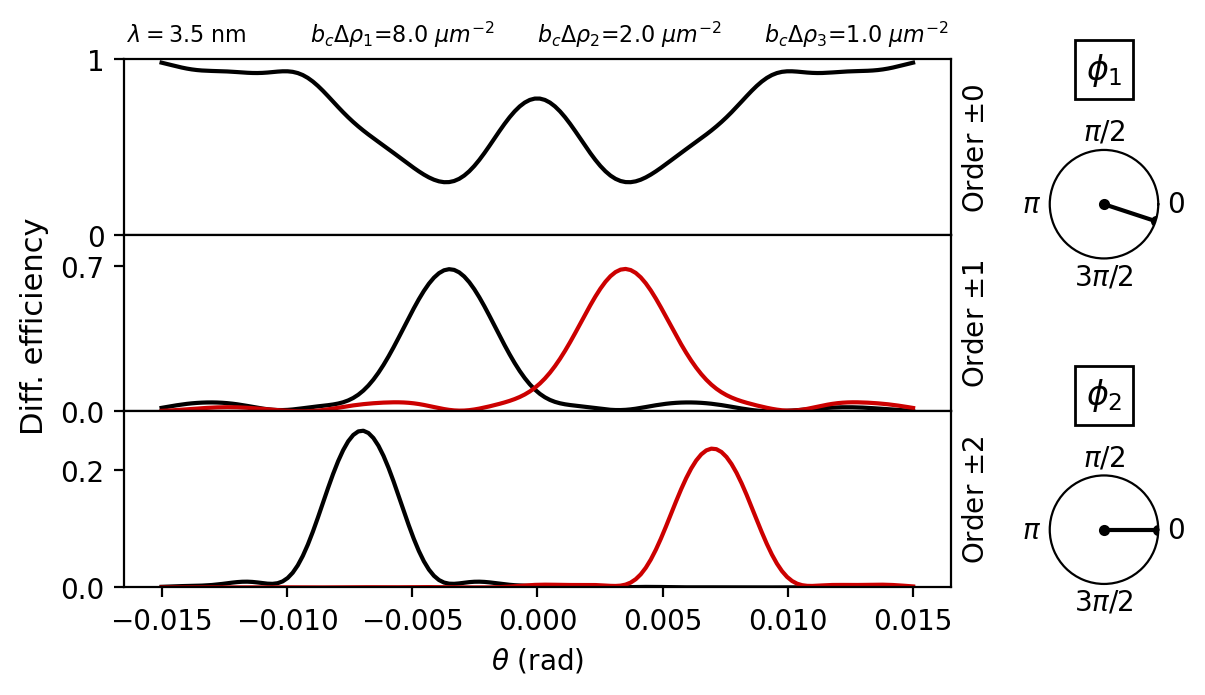 λ = 3.5 nm b_cΔρ_1=8.0 μm^−2 b_cΔρ_2=2.0 μm^−2 b_cΔρ_3=1.0 μm^−2
1
0
Order ±0
0.7
0.0
Order ±1
0.2
0.0
Order ±2
Diff. efficiency
−0.015 −0.010 −0.005 0.000 0.005 0.010 0.015
θ (rad)
ϕ_1
π/2
π 0
3π/2
ϕ_2
π/2
π 0
3π/2